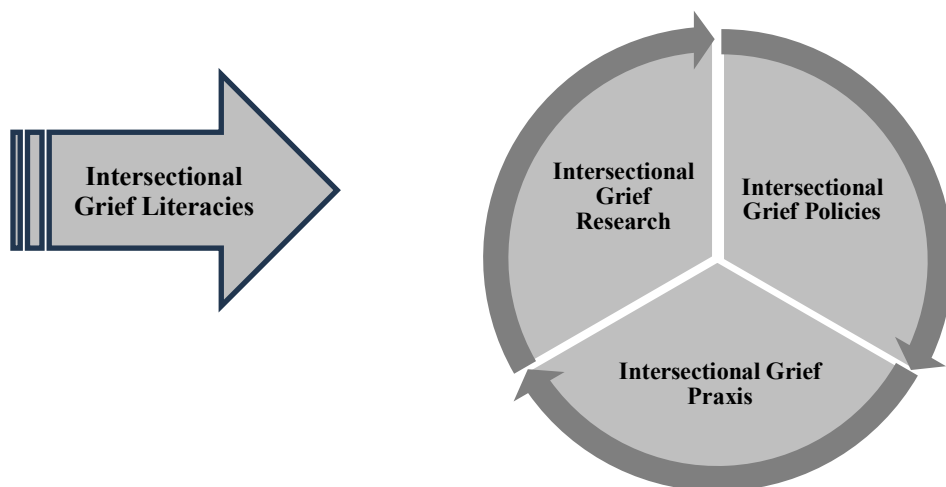 Intersectional
Grief Literacies
Intersectional
Grief
Research
Intersectional
Grief Policies
Intersectional Grief
Praxis